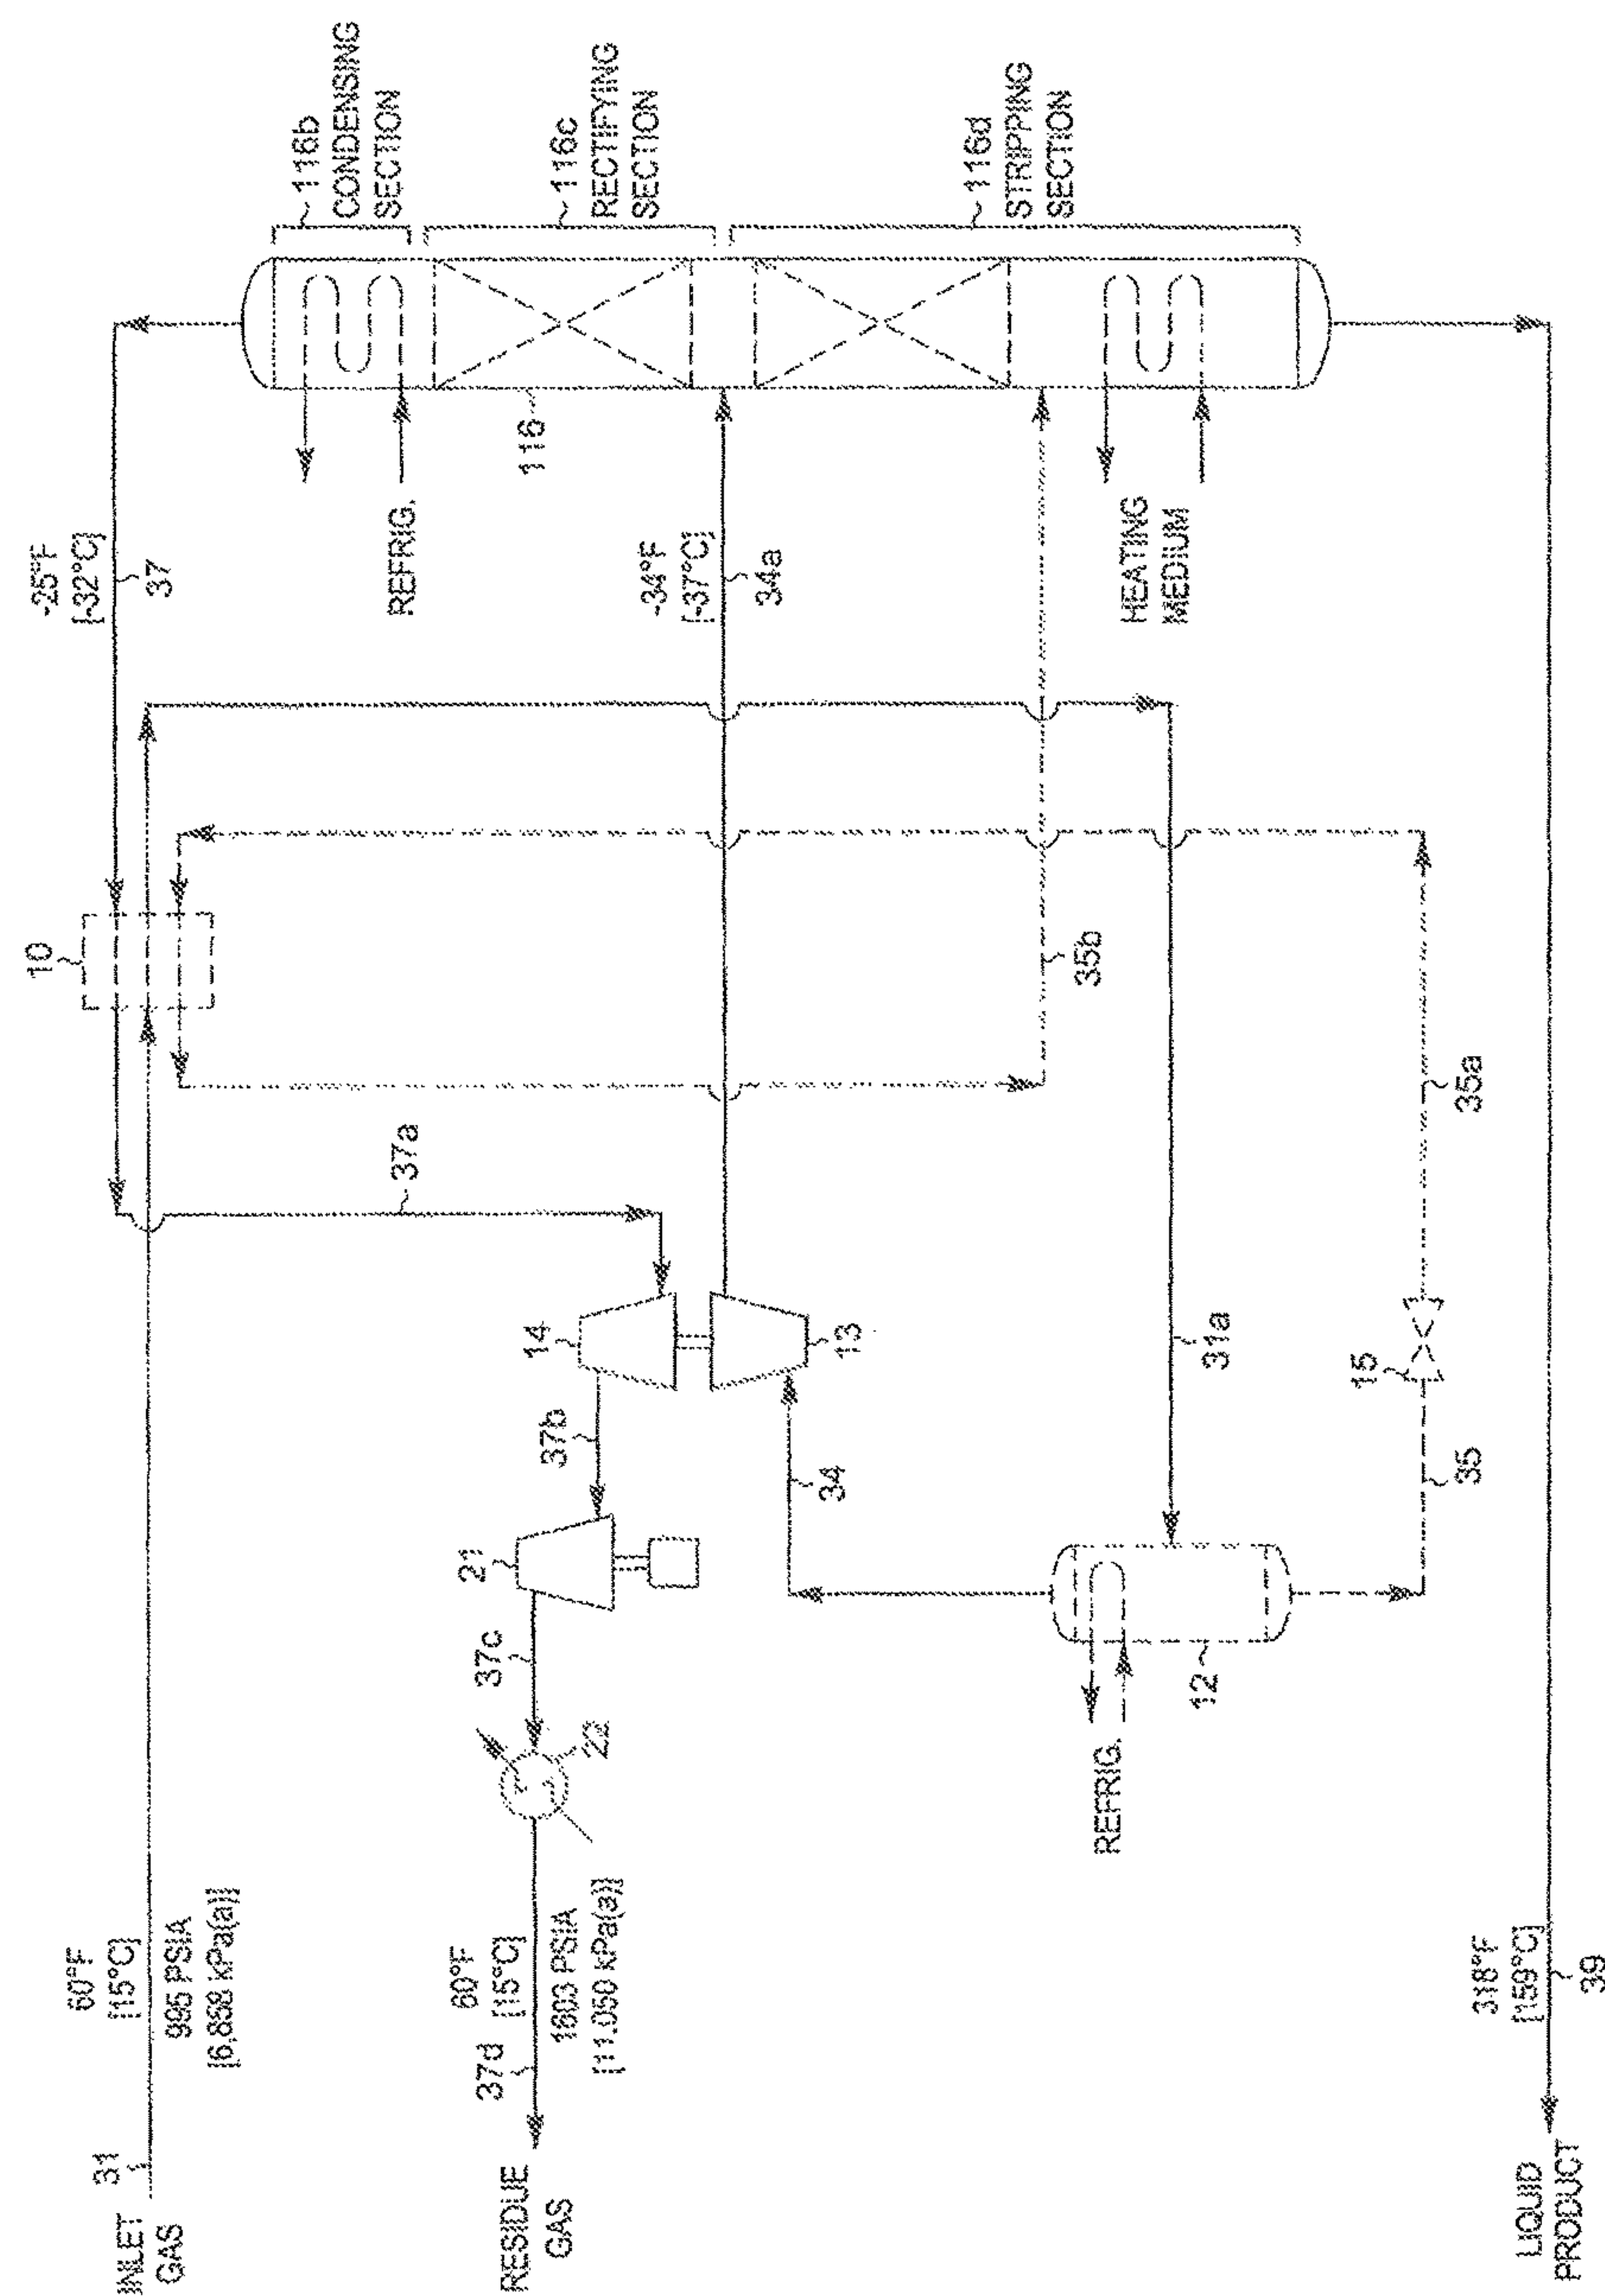 116b
CONDENSING
SECTION
116c
RECTIFYING
SECTION
116d
STRIPPING
SECTION
-25°F
[-32°C]
37
REFRIG.
116
-34°F
[-37°C]
34a
HEATING
MEDIUM
10
35b
37a
35a
14
13
31a
15
37b
34
35
21
37c
12
22
REFRIG.
60°F
[15°C]
995 PSIA
[6,858 kPa(a)]
31
INLET
GAS
60°F
[15°C]
1603 PSIA
[11,050 kPa(a)]
37d
RESIDUE
GAS
318°F
[159°C]
39
LIQUID
PRODUCT